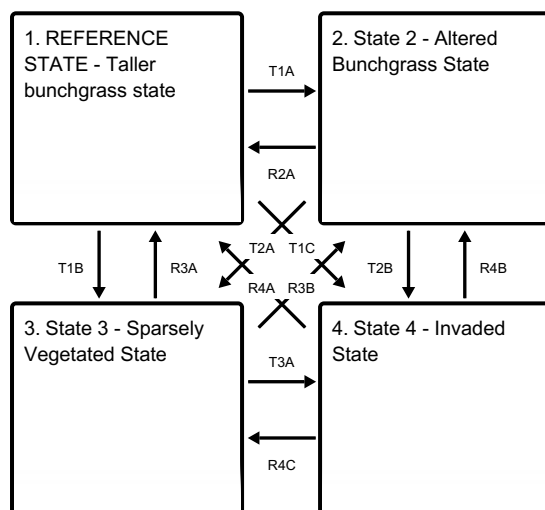 1. REFERENCE
STATE - Taller
bunchgrass state
2. State 2 - Altered
Bunchgrass State
T1A
R2A
T2A
T1C
T1B
R3A
T2B
R4B
R4A
R3B
3. State 3 - Sparsely
Vegetated State
4. State 4 - Invaded
State
T3A
R4C